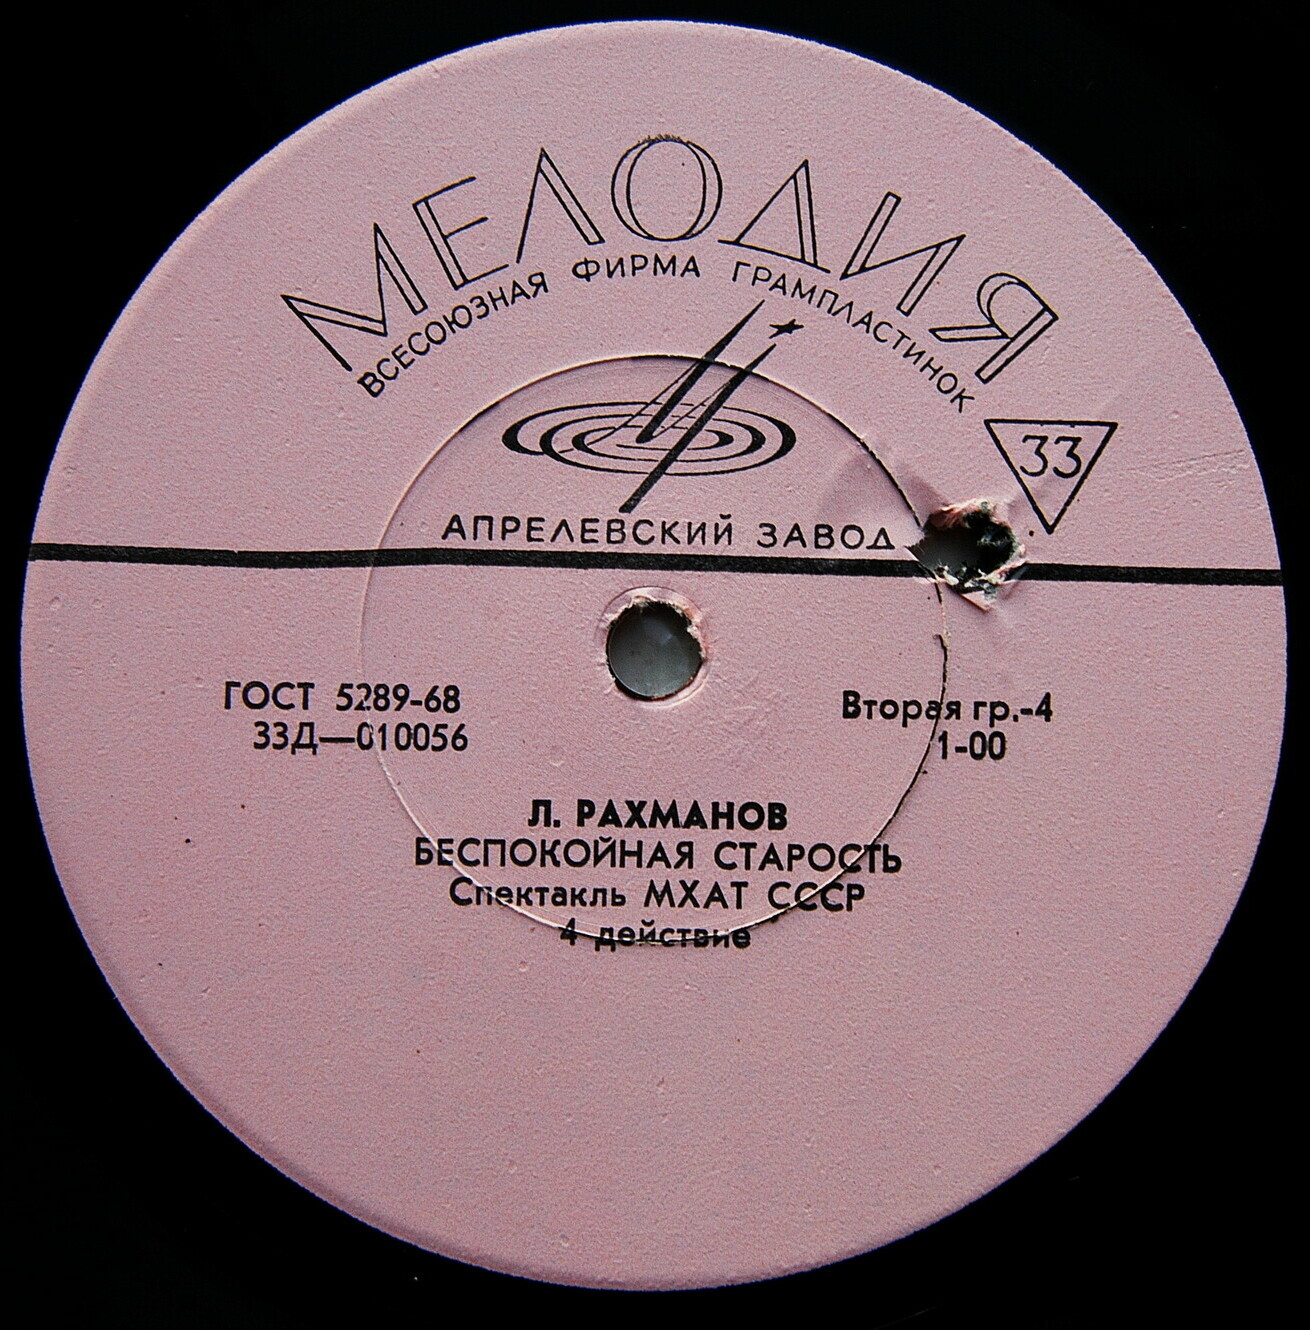 МЕЛОДИЯ
ВСЕСОЮЗНАЯ ФИРМА ГРАМПЛАСТИНОК
33
АПРЕЛЕВСКИЙ ЗАВОД
ГОСТ 5289-68
33Д—010056
Вторая гр.-4
1-00
Л. РАХМАНОВ
БЕСПОКОЙНАЯ СТАРОСТЬ
Спектакль МХАТ СССР
4 действие